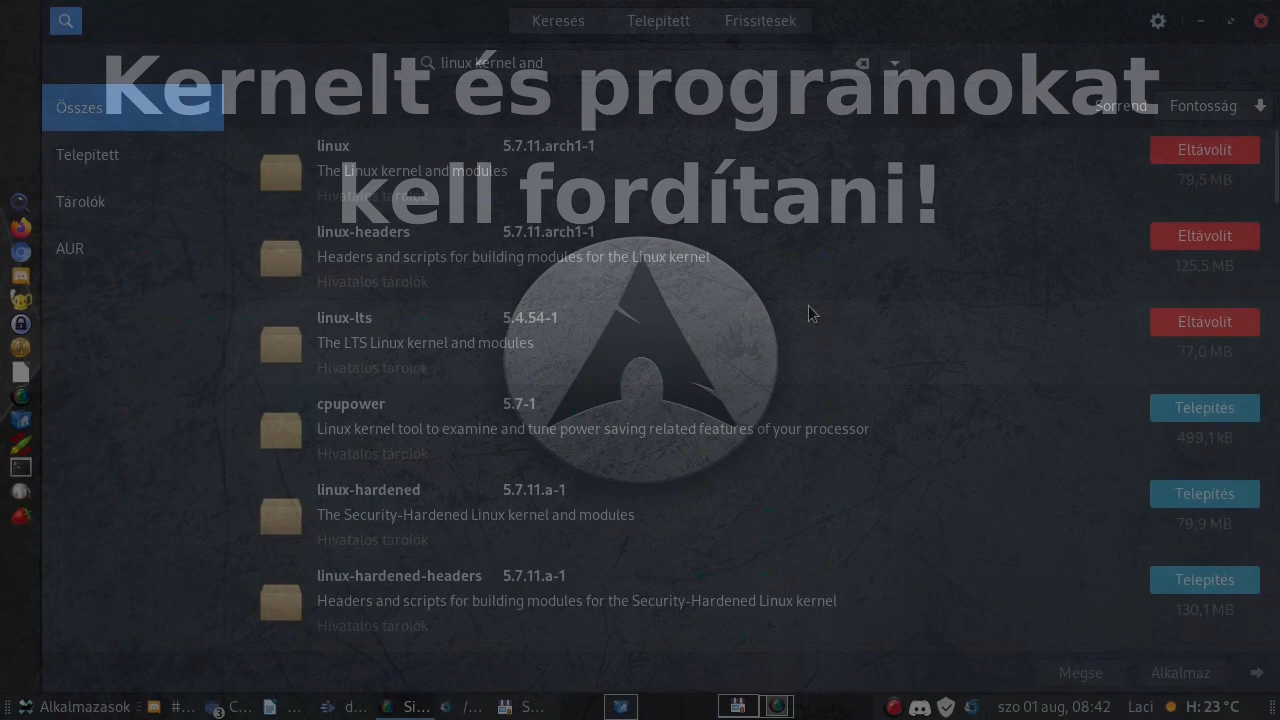 Keresés Telepített Frissítések
linux kernel and
Kernelt és programokat
kell fordítani!
Összes
Telepített
Tárolók
AUR
Sorrend Fontosság
linux 5.7.11.arch1-1
The Linux kernel and modules
Hivatalos tárolók
Eltávolít
79,5 MB
linux-headers 5.7.11.arch1-1
Headers and scripts for building modules for the Linux kernel
Hivatalos tárolók
Eltávolít
125,5 MB
linux-lts 5.4.54-1
The LTS Linux kernel and modules
Hivatalos tárolók
Eltávolít
77,0 MB
cpupower 5.7-1
Linux kernel tool to examine and tune power saving related features of your processor
Hivatalos tárolók
Telepítés
499,1 kB
linux-hardened 5.7.11.a-1
The Security-Hardened Linux kernel and modules
Hivatalos tárolók
Telepítés
79,9 MB
linux-hardened-headers 5.7.11.a-1
Headers and scripts for building modules for the Security-Hardened Linux kernel
Hivatalos tárolók
Telepítés
130,1 MB
Mégse Alkalmaz
Alkalmazások #... 3 C... ... d... Si... /... S... szo 01 aug, 08:42 Laci H: 23 °C